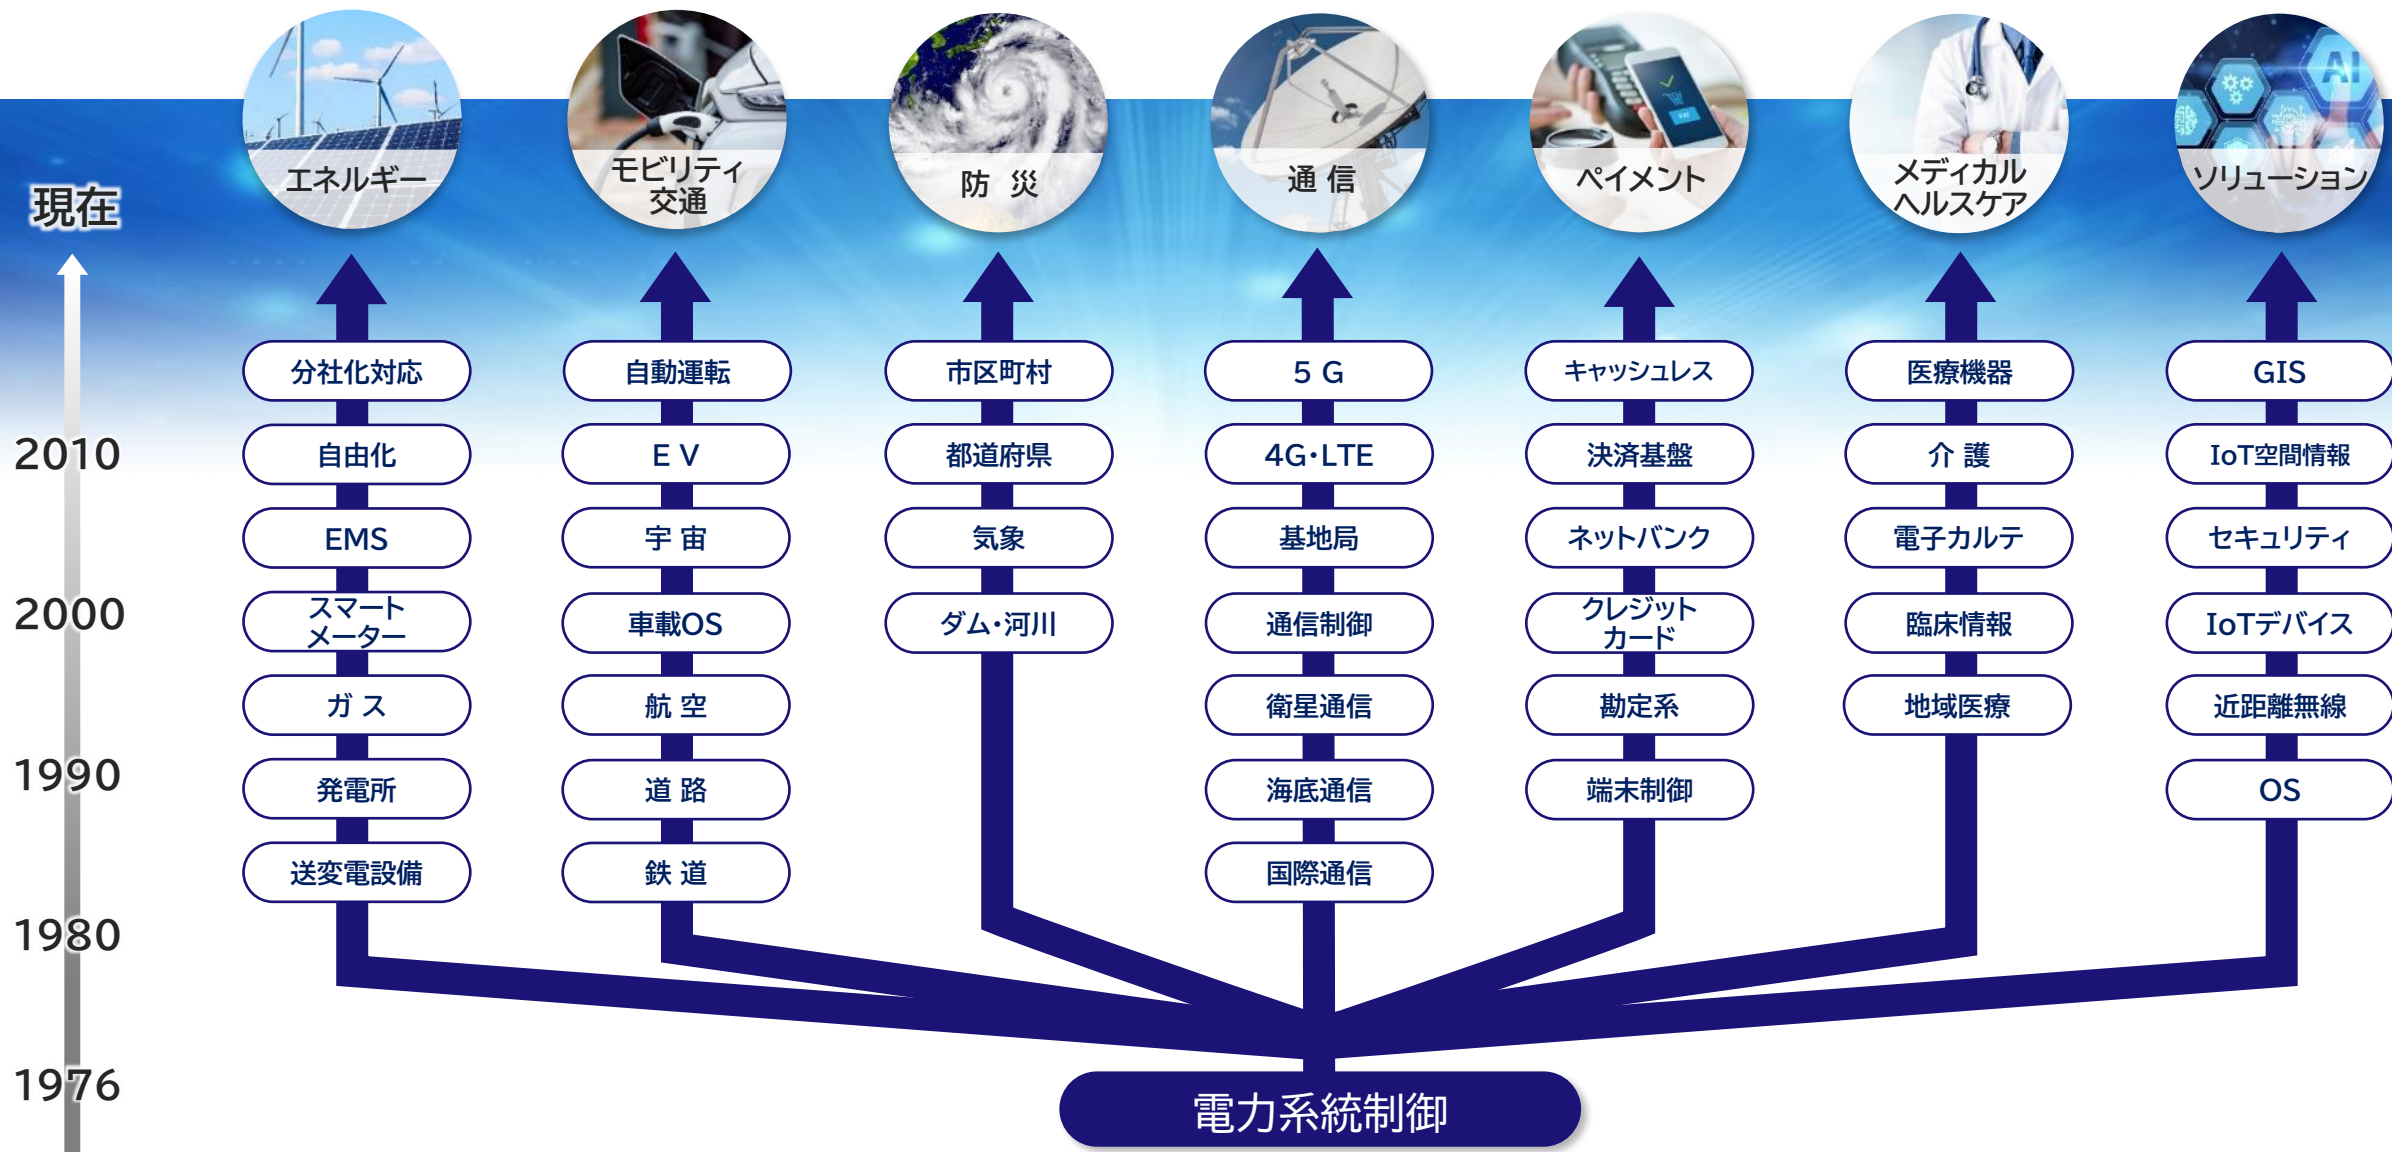 エネルギー
モビリティ
交通
防 災
通 信
ペイメント
メディカル
ヘルスケア
AI
ソリューション
現在
分社化対応
自動運転
市区町村
5 G
キャッシュレス
医療機器
GIS
2010
自由化
E V
都道府県
4G・LTE
決済基盤
介 護
IoT空間情報
EMS
宇 宙
気象
基地局
ネットバンク
電子カルテ
セキュリティ
2000
スマート
メーター
車載OS
ダム・河川
通信制御
クレジット
カード
臨床情報
IoTデバイス
ガ ス
航 空
衛星通信
勘定系
地域医療
近距離無線
1990
発電所
道 路
海底通信
端末制御
OS
送変電設備
鉄 道
国際通信
1980
1976
電力系統制御